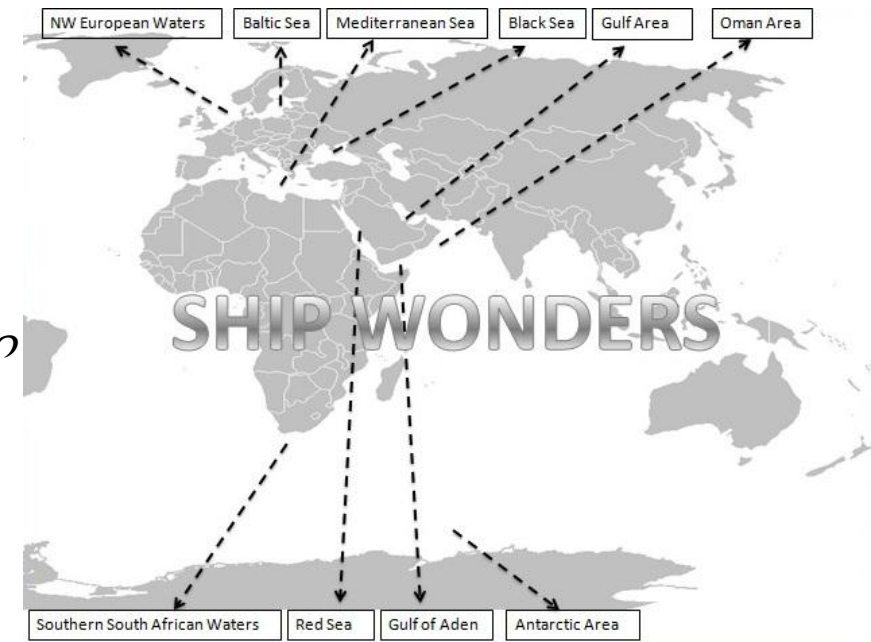 NW European Waters Baltic Sea Mediterranean Sea Black Sea Gulf Area Oman Area
SHIP WONDERS
Southern South African Waters Red Sea Gulf of Aden Antarctic Area